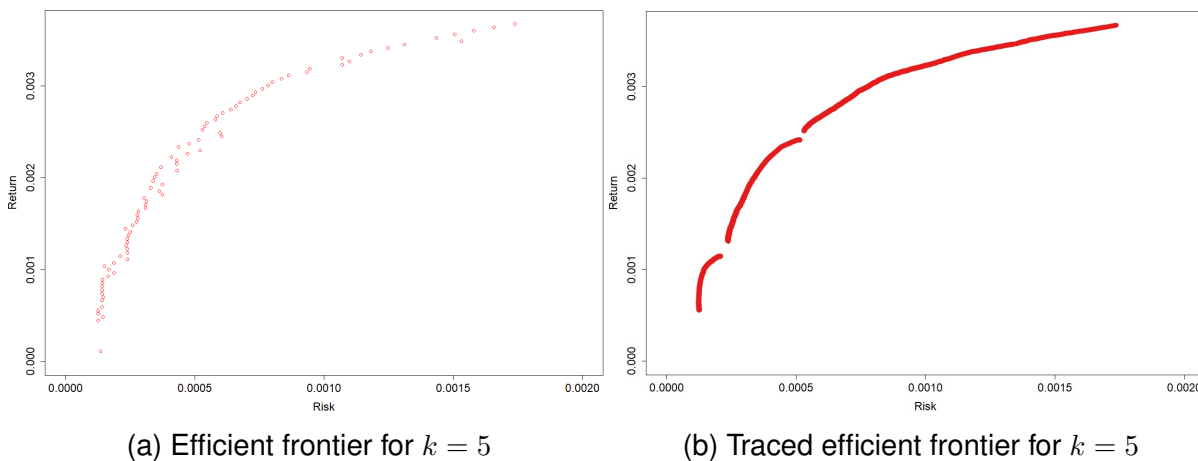 0.003
0.002
0.001
0.000
Return
0.0000 0.0005 0.0010 0.0015 0.0020
Risk
(a) Efficient frontier for k = 5
0.003
0.002
0.001
0.000
Return
0.0000 0.0005 0.0010 0.0015 0.0020
Risk
(b) Traced efficient frontier for k = 5